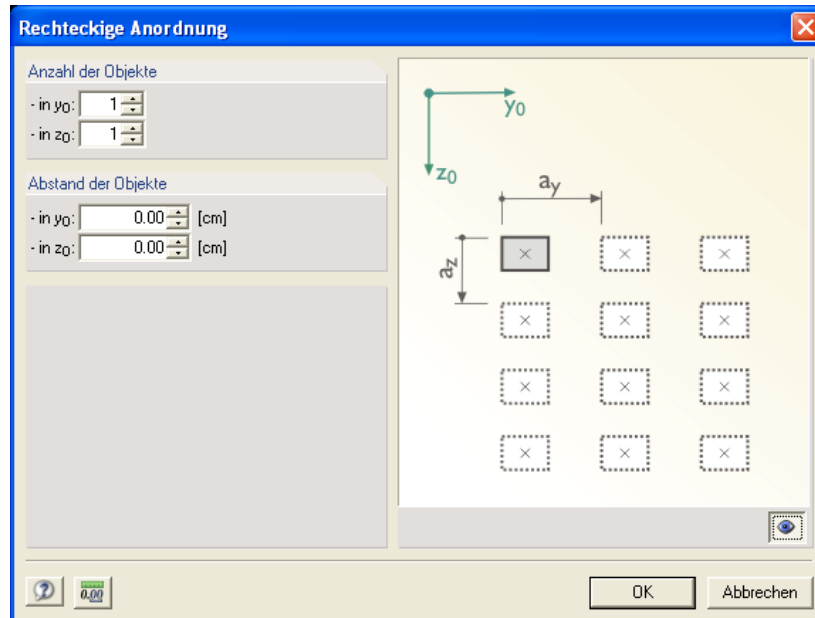 Rechteckige Anordnung
Anzahl der Objekte
- in y0: 1
- in z0: 1
Abstand der Objekte
- in y0: 0.00 [cm]
- in z0: 0.00 [cm]
y0
z0
ay
az
0.00
OK Abbrechen